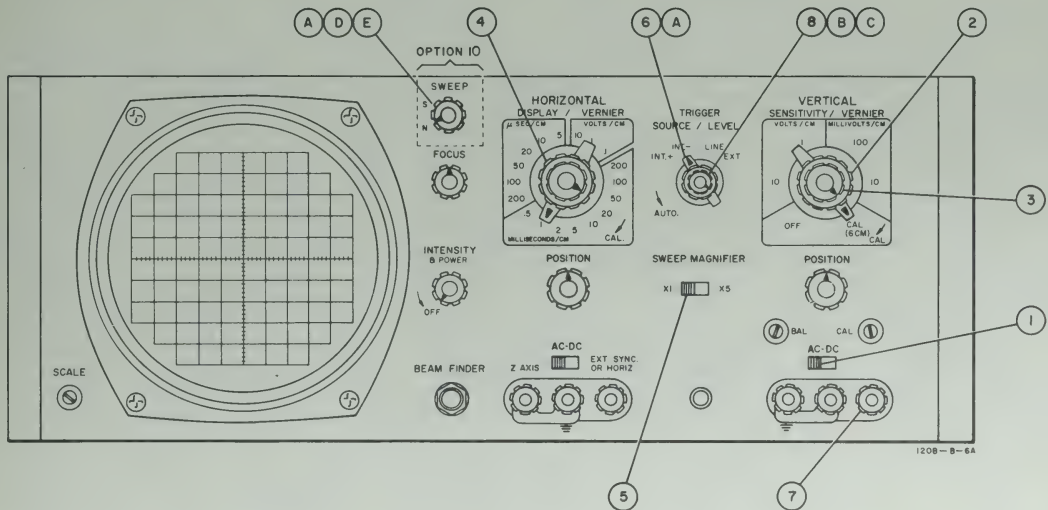 A D E 4 6 A 8 B C 2
OPTION 10
SWEEP
S
N
FOCUS
INTENSITY
& POWER
OFF
BEAM FINDER
SCALE
HORIZONTAL
DISPLAY / VERNIER
μ SEC/CM
VOLTS/CM
5 10
10 1
20 200
50 100
100 50
200 20
.5 10
1 2 5
MILLISECONDS/CM
CAL.
POSITION
AC-DC
Z AXIS
EXT SYNC.
OR HORIZ
TRIGGER
SOURCE / LEVEL
INT- LINE
INT.+ EXT
AUTO.
SWEEP MAGNIFIER
X1 X5
5
VERTICAL
SENSITIVITY / VERNIER
VOLTS/CM MILLIVOLTS/CM
1 100
10 10
OFF CAL
(6CM)
CAL
3
POSITION
BAL CAL
AC-DC
1
7
120B-B-6A